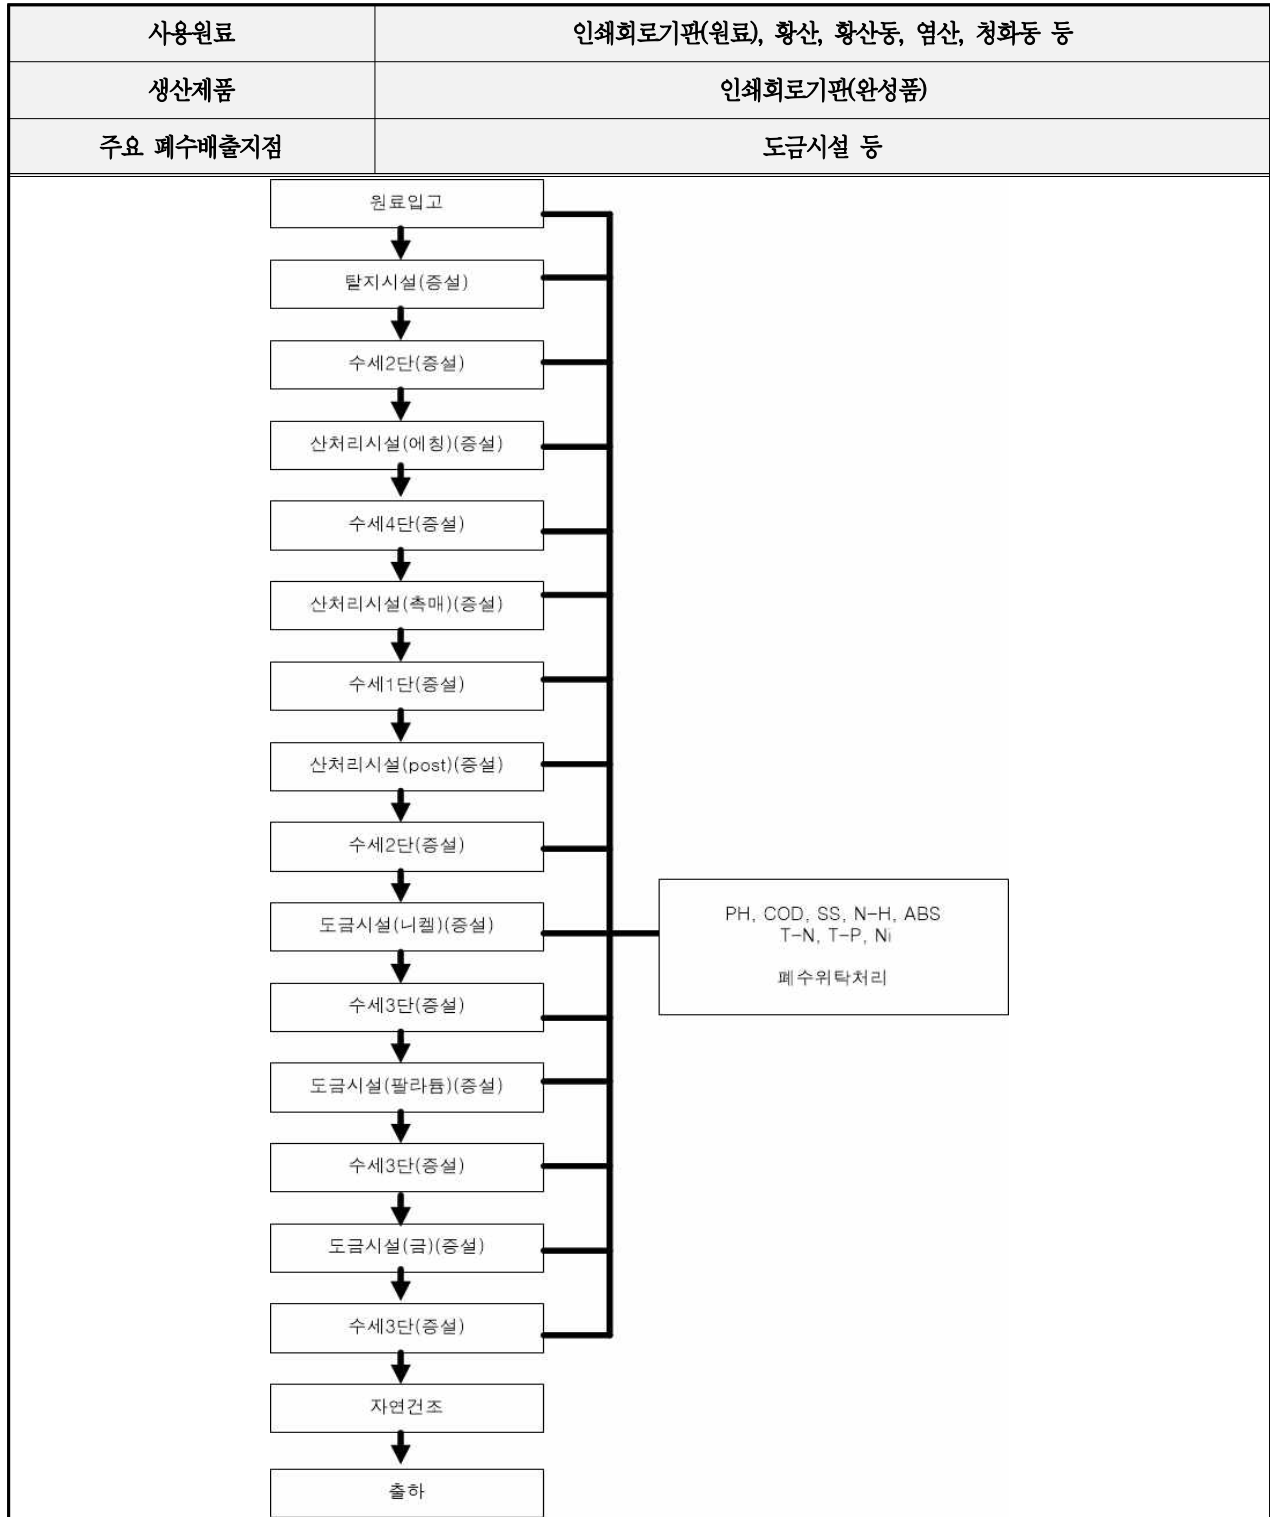 사용원료 인쇄회로기판(원료), 황산, 황산동, 염산, 청화동 등
생산제품 인쇄회로기판(완성품)
주요 폐수배출지점 도금시설 등
원료입고
탈지시설(증설)
수세2단(증설)
산처리시설(에칭)(증설)
수세4단(증설)
산처리시설(촉매)(증설)
수세1단(증설)
산처리시설(post)(증설)
수세2단(증설)
도금시설(니켈)(증설)
PH, COD, SS, N-H, ABS
T-N, T-P, Ni
폐수위탁처리
수세3단(증설)
도금시설(팔라듐)(증설)
수세3단(증설)
도금시설(금)(증설)
수세3단(증설)
자연건조
출하